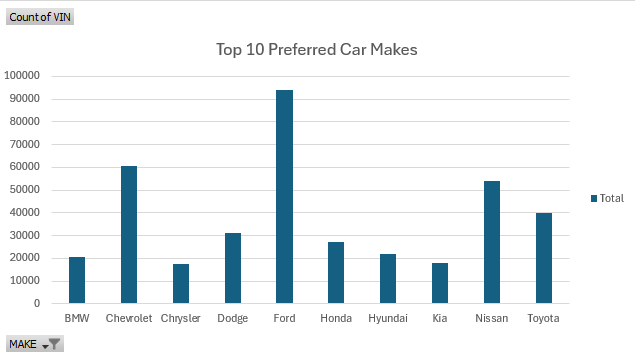 Count of VIN
Top 10 Preferred Car Makes
100000
90000
80000
70000
60000
50000
40000
30000
20000
10000
0
BMW Chevrolet Chrysler Dodge Ford Honda Hyundai Kia Nissan Toyota
Total
MAKE